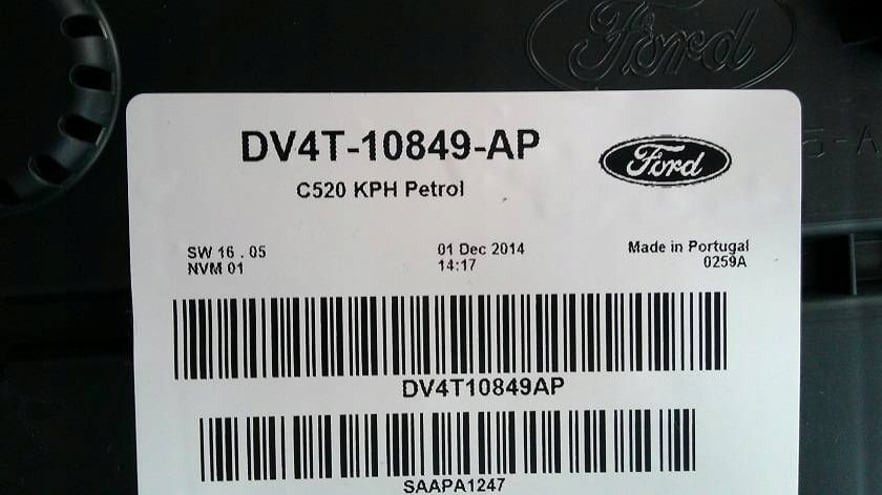 Ford
DV4T-10849-AP
Ford
C520 KPH Petrol
SW 16 . 05
NVM 01
01 Dec 2014
14:17
Made in Portugal
0259A
DV4T10849AP
SAAPA1247